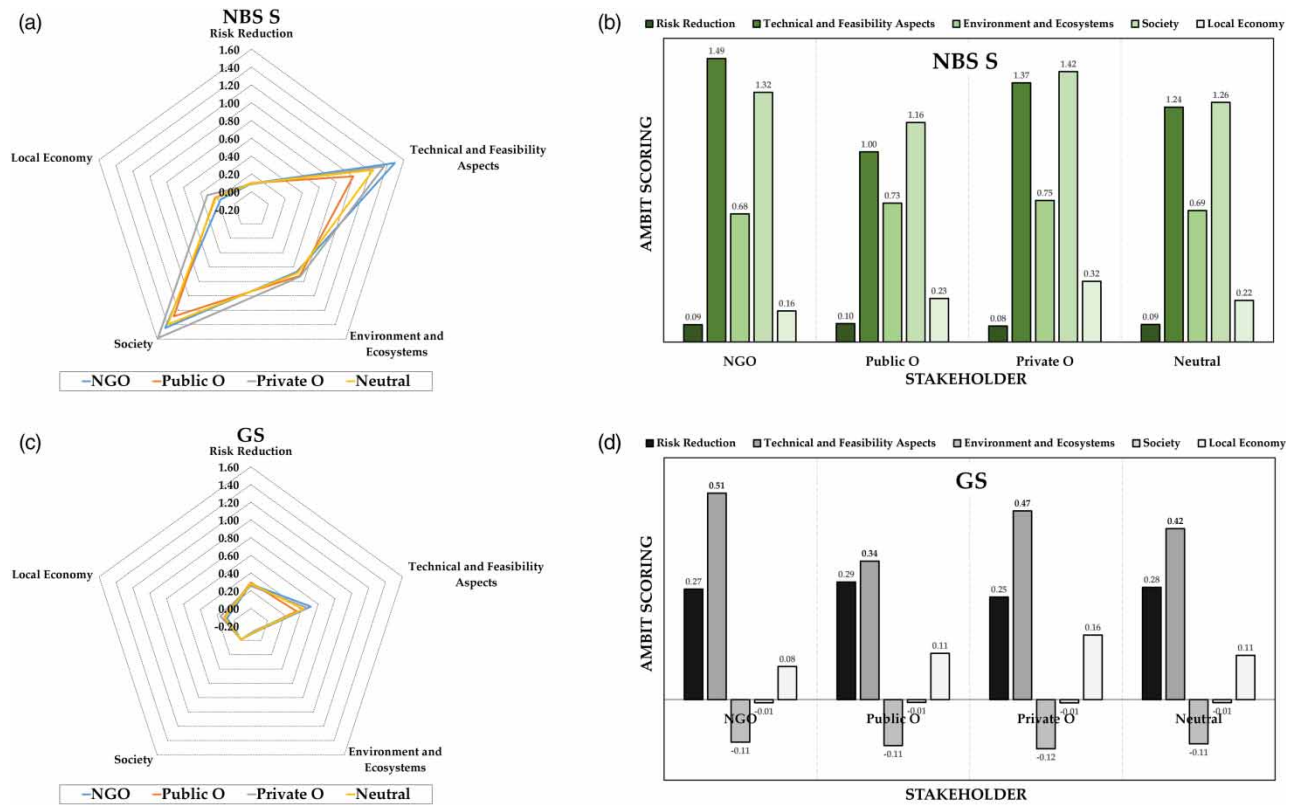 (a)
NBS S
Risk Reduction
1.60
1.40
1.20
1.00
0.80
0.60
0.40
0.20
0.00
-0.20
Local Economy
Technical and Feasibility
Aspects
Society
Environment and
Ecosystems
NGO Public O Private O Neutral
(b)
Risk Reduction Technical and Feasibility Aspects Environment and Ecosystems Society Local Economy
NBS S
AMBIT SCORING
0.09 1.49 0.68 1.32 0.16
0.10 1.00 0.73 1.16 0.23
0.08 1.37 0.75 1.42 0.32
0.09 1.24 0.69 1.26 0.22
NGO Public O Private O Neutral
STAKEHOLDER
(c)
GS
Risk Reduction
1.60
1.40
1.20
1.00
0.80
0.60
0.40
0.20
0.00
-0.20
Local Economy
Technical and Feasibility
Aspects
Society
Environment and
Ecosystems
NGO Public O Private O Neutral
(d)
Risk Reduction Technical and Feasibility Aspects Environment and Ecosystems Society Local Economy
GS
AMBIT SCORING
0.27 0.51 -0.11 -0.01 0.08
0.29 0.34 -0.11 -0.01 0.11
0.25 0.47 -0.12 -0.01 0.16
0.28 0.42 -0.11 -0.01 0.11
NGO Public O Private O Neutral
STAKEHOLDER